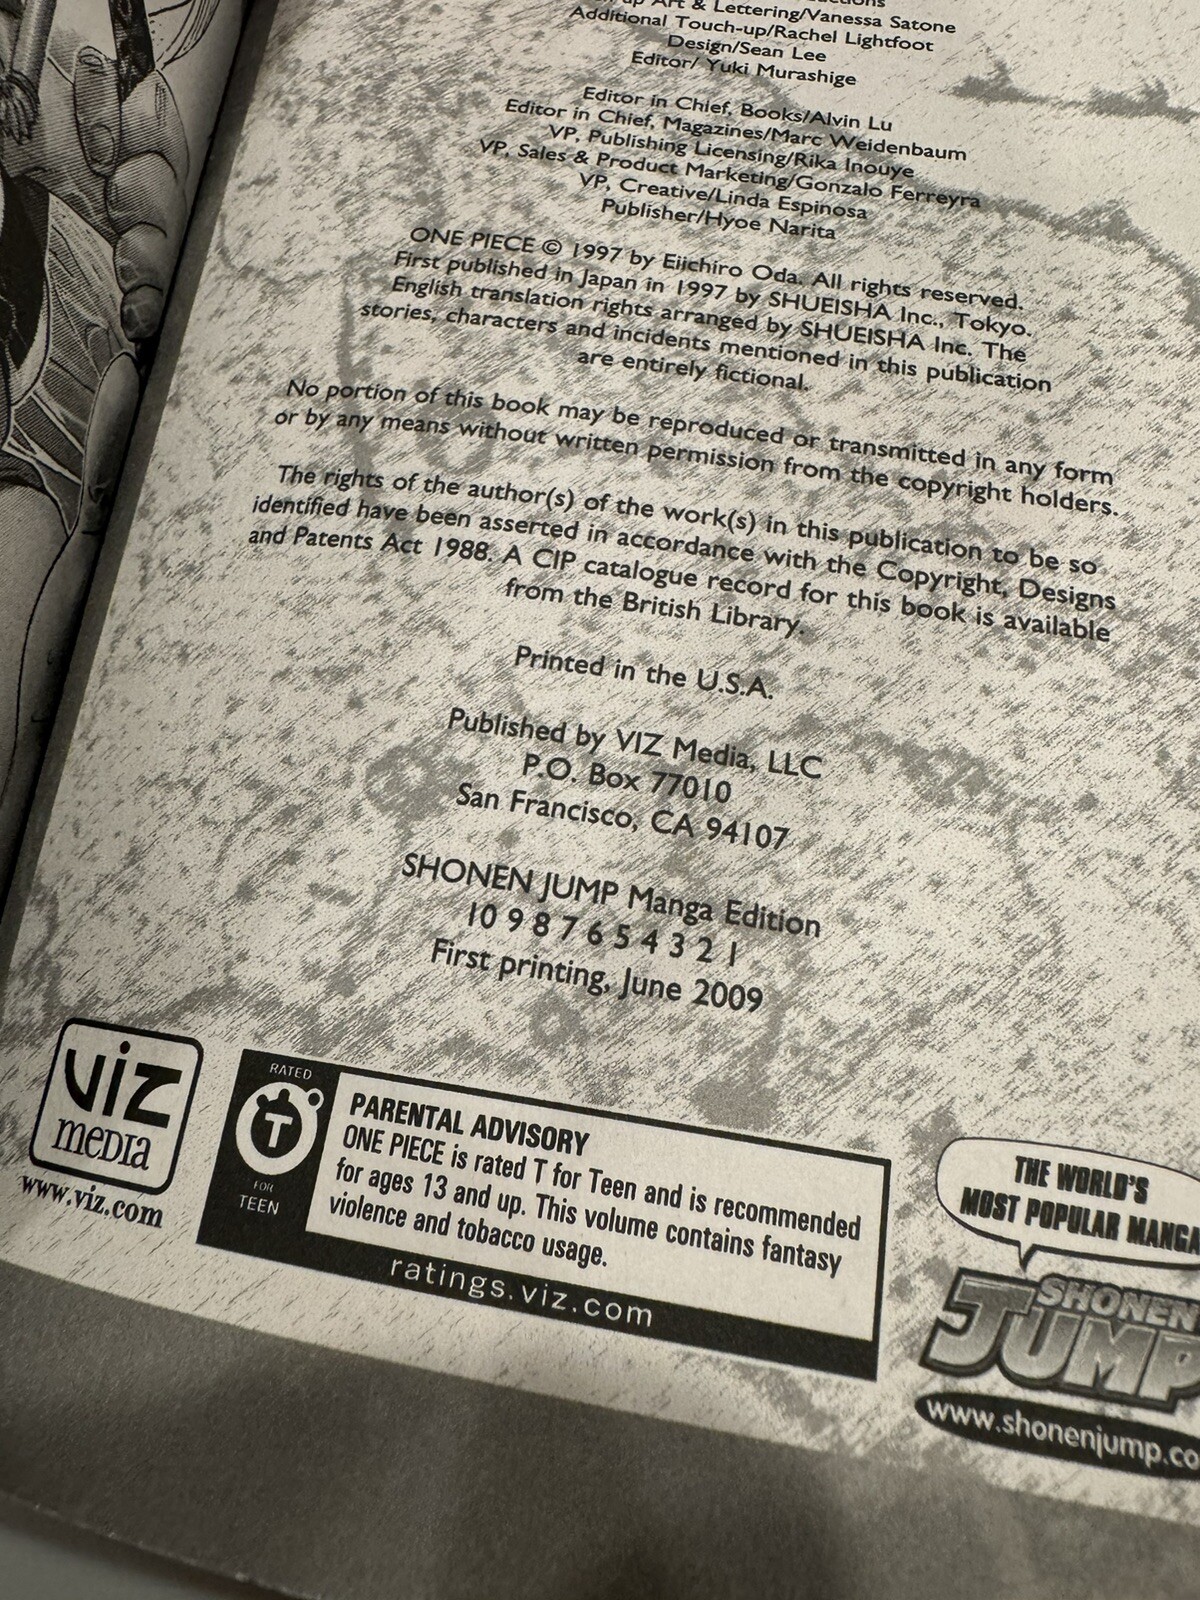 Art & Lettering/Vanessa Satone
Additional Touch-up/Rachel Lightfoot
Design/Sean Lee
Editor/ Yuki Murashige
Editor in Chief, Books/Alvin Lu
Editor in Chief, Magazines/Marc Weidenbaum
VP, Publishing Licensing/Rika Inouye
VP, Sales & Product Marketing/Gonzalo Ferreyra
VP, Creative/Linda Espinosa
Publisher/Hyoe Narita
ONE PIECE © 1997 by Eiichiro Oda. All rights reserved.
First published in Japan in 1997 by SHUEISHA Inc., Tokyo.
English translation rights arranged by SHUEISHA Inc. The
stories, characters and incidents mentioned in this publication
are entirely fictional.
No portion of this book may be reproduced or transmitted in any form
or by any means without written permission from the copyright holders.
The rights of the author(s) of the work(s) in this publication to be so
identified have been asserted in accordance with the Copyright, Designs
and Patents Act 1988. A CIP catalogue record for this book is available
from the British Library.
Printed in the U.S.A.
Published by VIZ Media, LLC
P.O. Box 77010
San Francisco, CA 94107
SHONEN JUMP Manga Edition
10 9 8 7 6 5 4 3 2 1
First printing, June 2009
viz
media
www.viz.com
RATED
T
FOR
TEEN
PARENTAL ADVISORY
ONE PIECE is rated T for Teen and is recommended
for ages 13 and up. This volume contains fantasy
violence and tobacco usage.
ratings.viz.com
THE WORLD'S
MOST POPULAR MANGA
SHONEN
JUMP
www.shonenjump.co